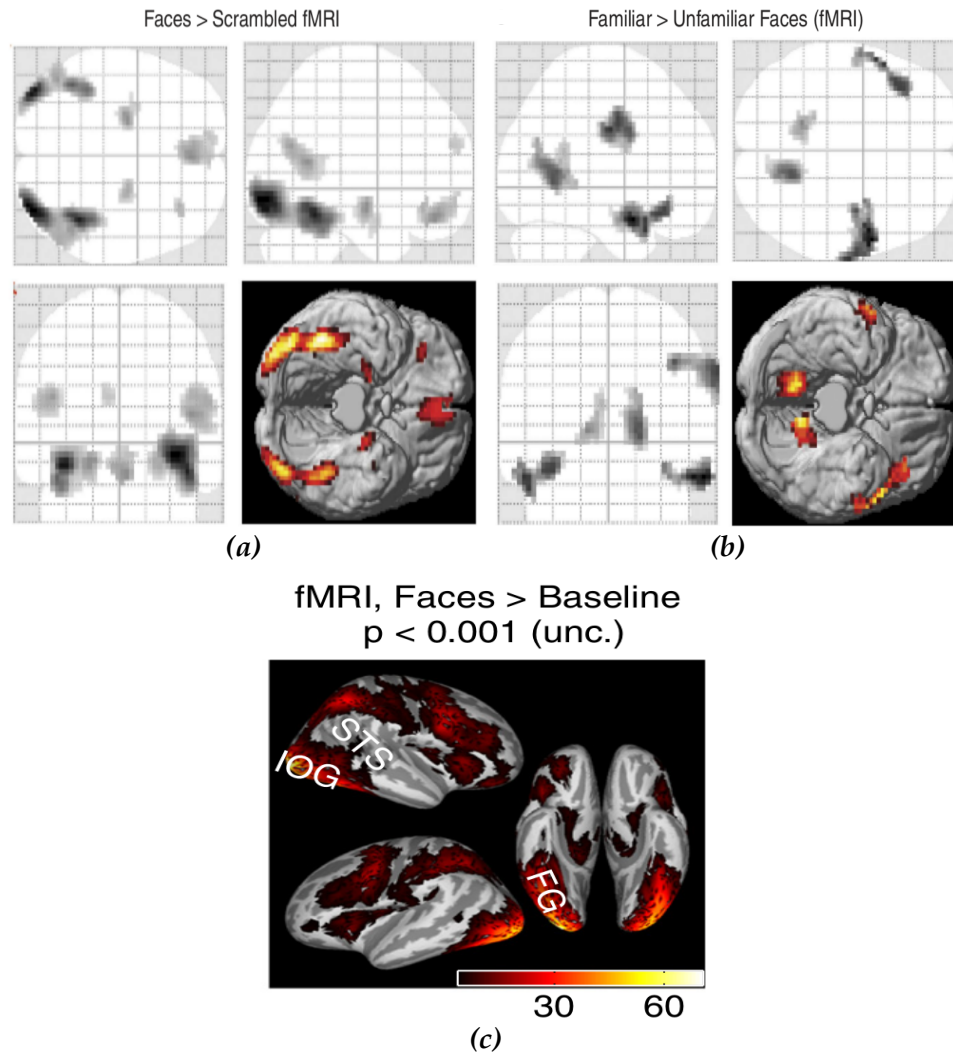 Faces > Scrambled fMRI
Familiar > Unfamiliar Faces (fMRI)
(a)
(b)
fMRI, Faces > Baseline
p < 0.001 (unc.)
STS
IOG
FG
30 60
(c)